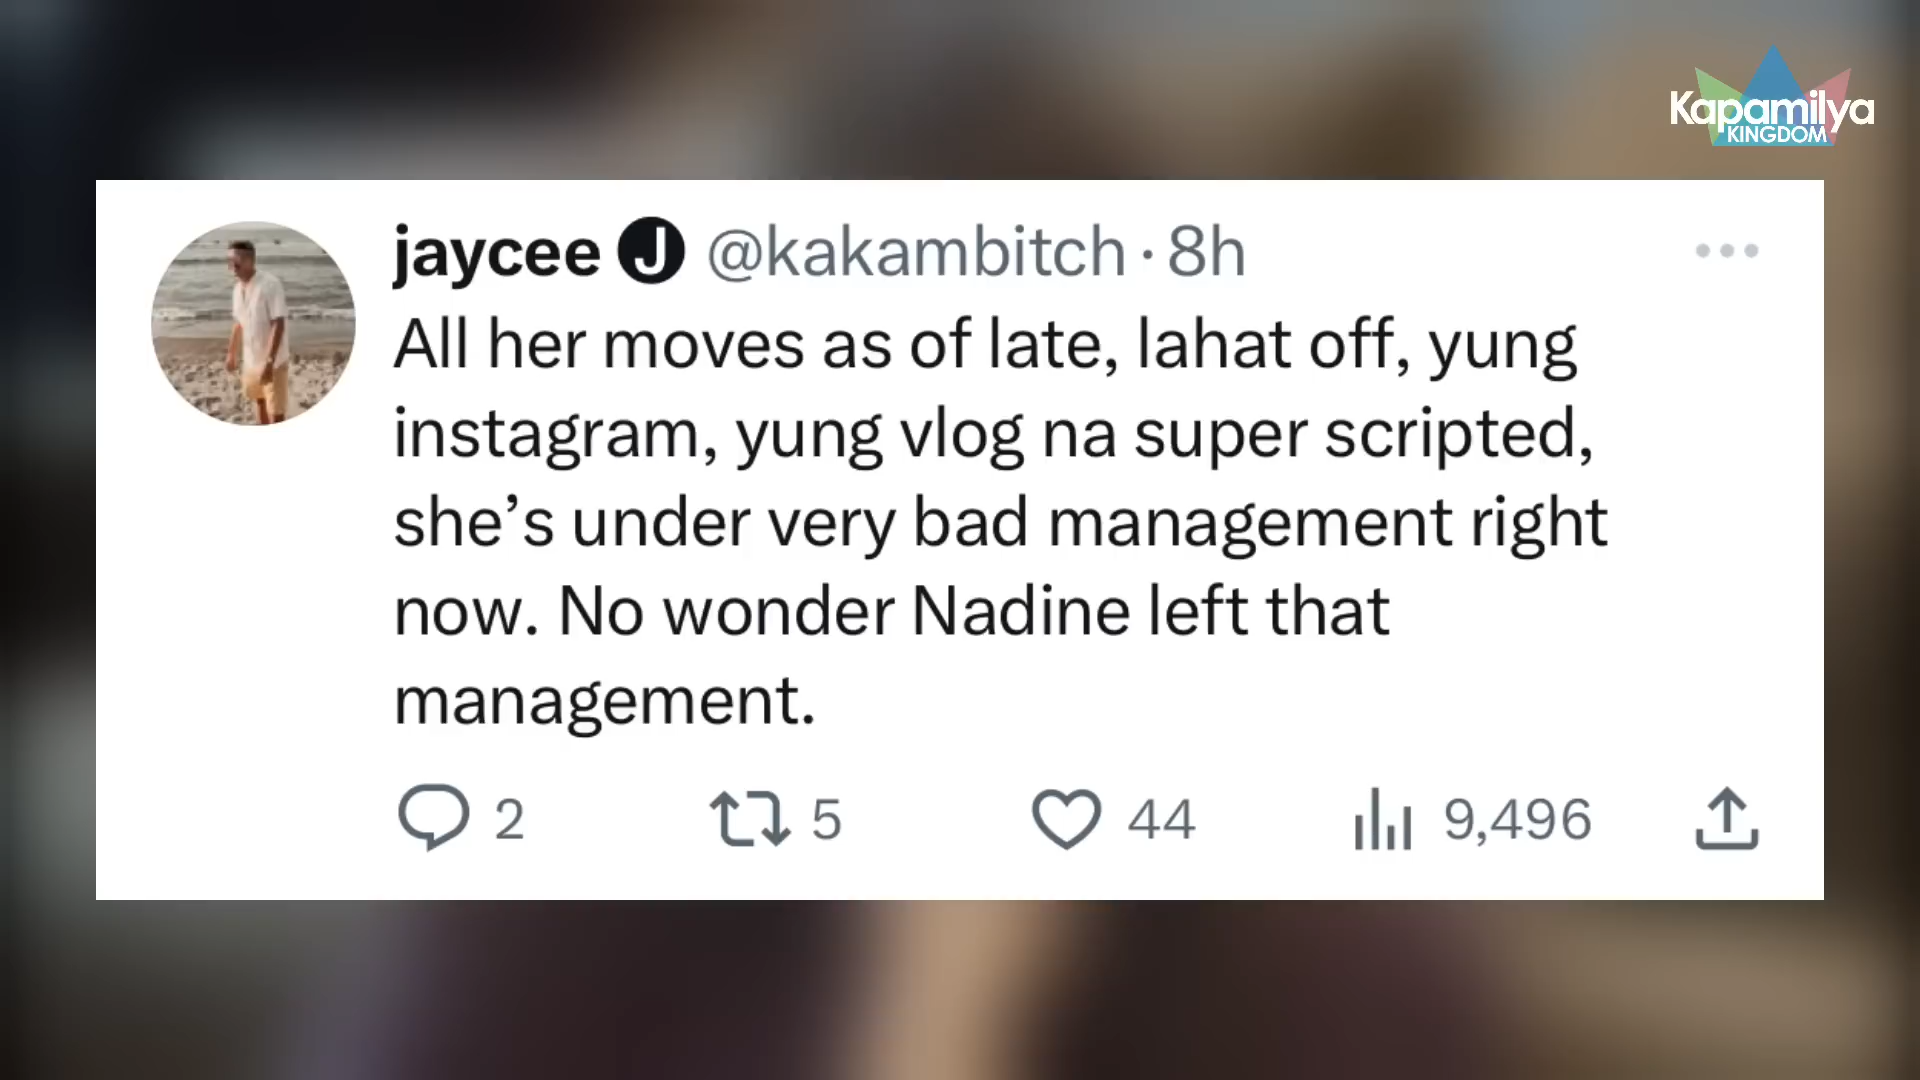 Kapamilya
KINGDOM
jaycee J @kakambitch · 8h
All her moves as of late, lahat off, yung
instagram, yung vlog na super scripted,
she’s under very bad management right
now. No wonder Nadine left that
management.
2 5 44 9,496